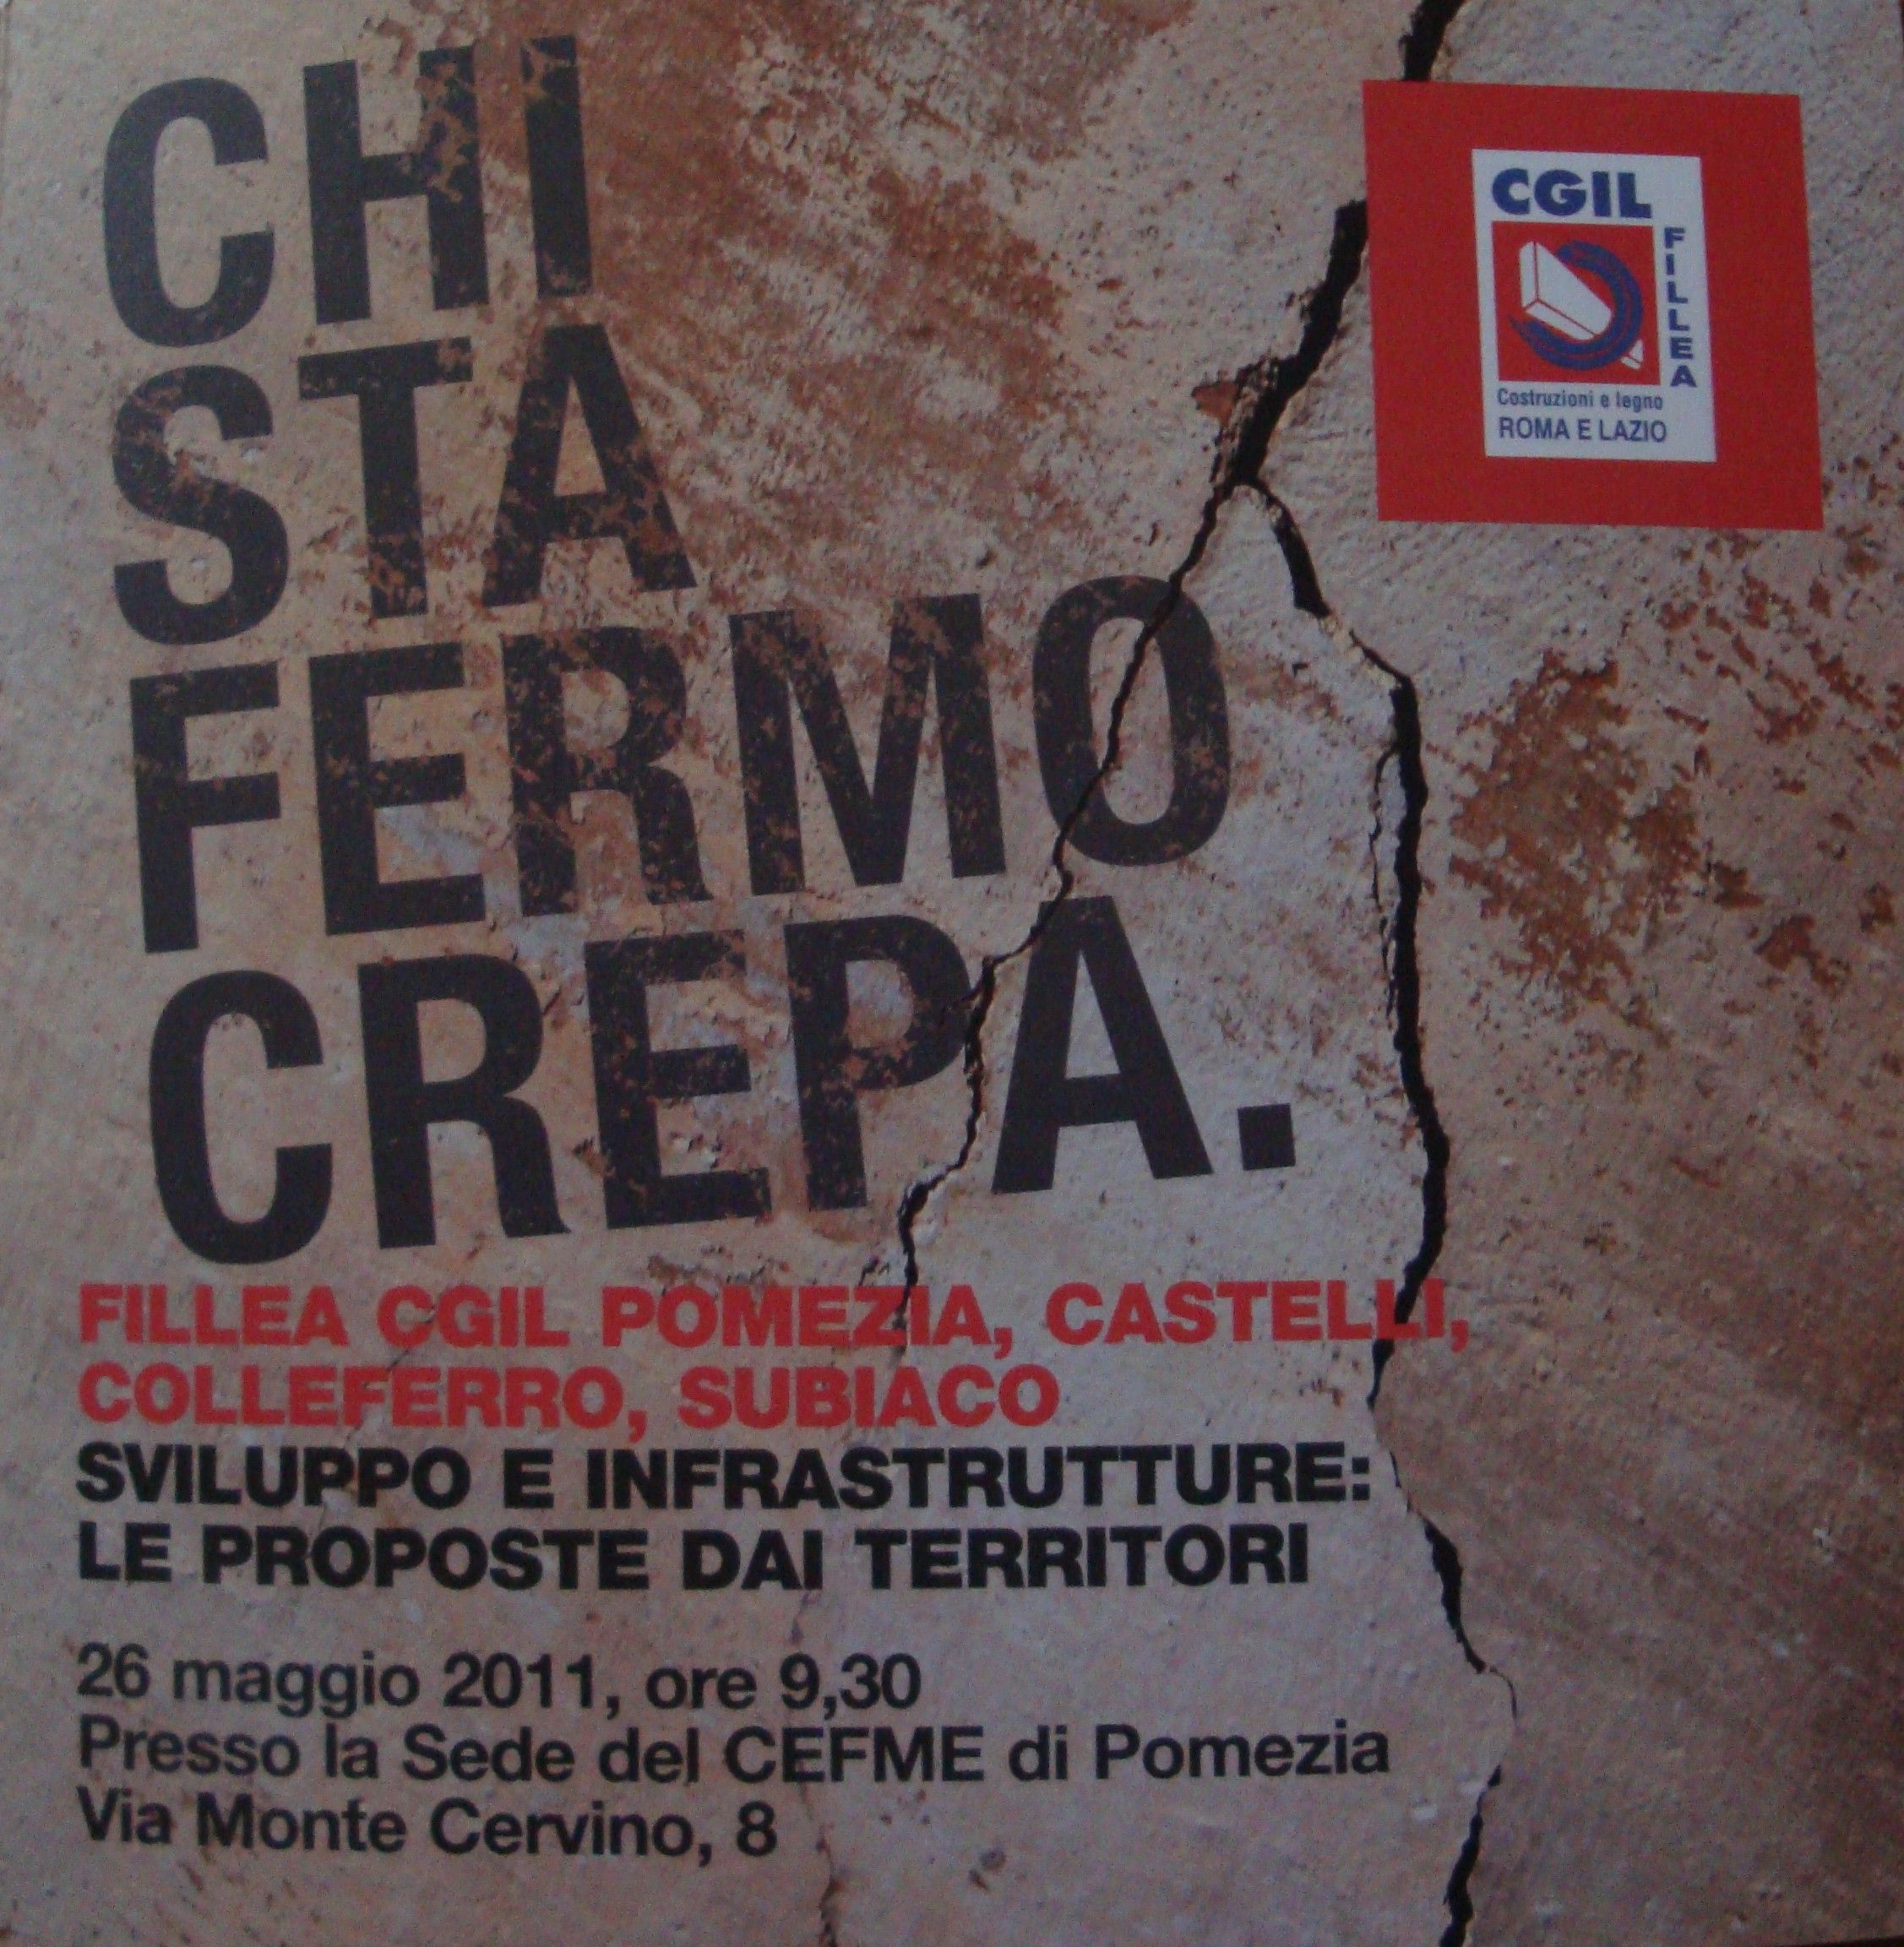 CHI
STA
FERMO
CREPA.
CGIL
FILLEA
Costruzioni e legno
ROMA E LAZIO
FILLEA CGIL POMEZIA, CASTELLI,
COLLEFERRO, SUBIACO
SVILUPPO E INFRASTRUTTURE:
LE PROPOSTE DAI TERRITORI
26 maggio 2011, ore 9,30
Presso la Sede del CEFME di Pomezia
Via Monte Cervino, 8